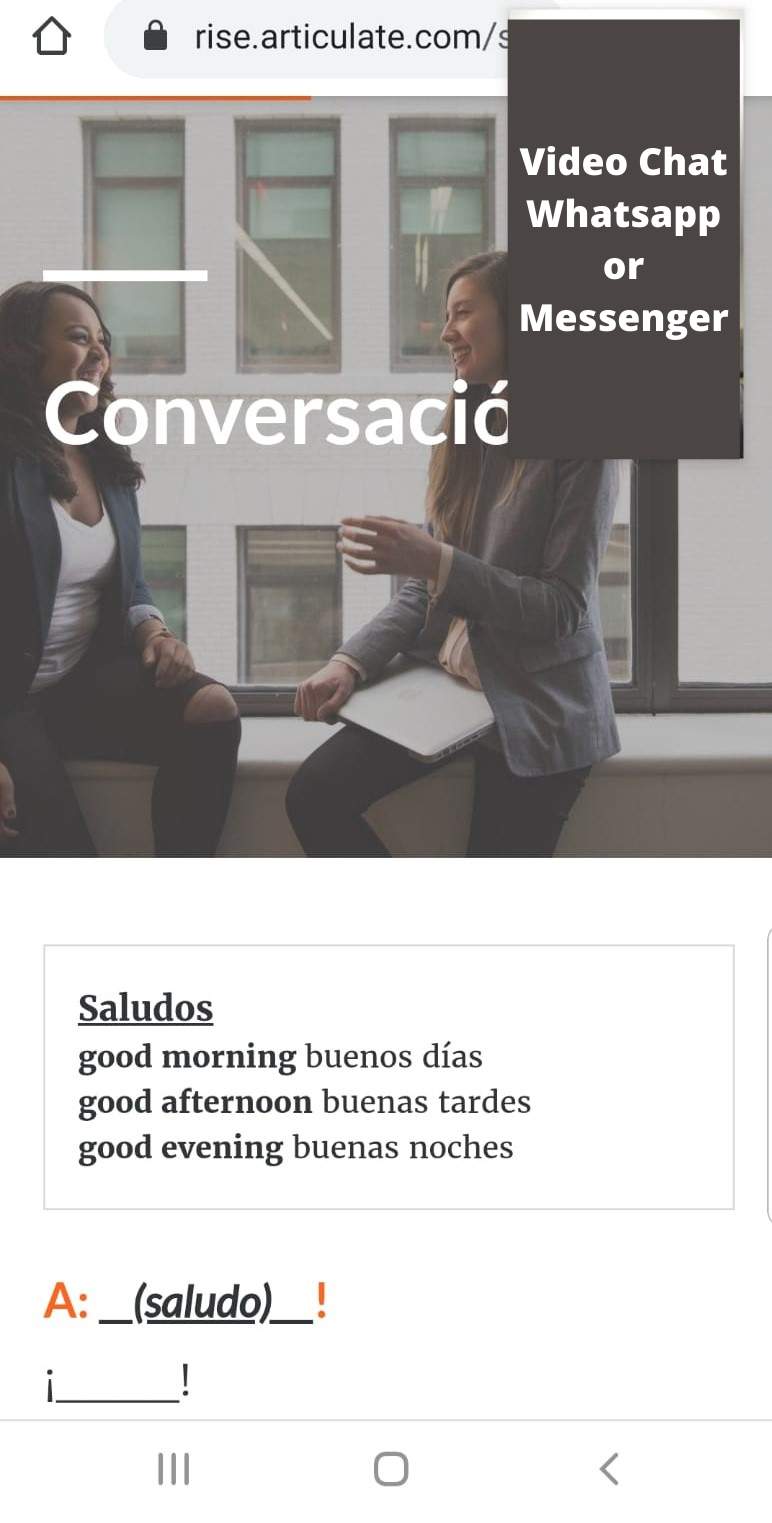 rise.articulate.com/s
Video Chat
Whatsapp
or
Messenger
Conversació
Saludos
good morning buenos días
good afternoon buenas tardes
good evening buenas noches
A: __(saludo)__!
¡______!